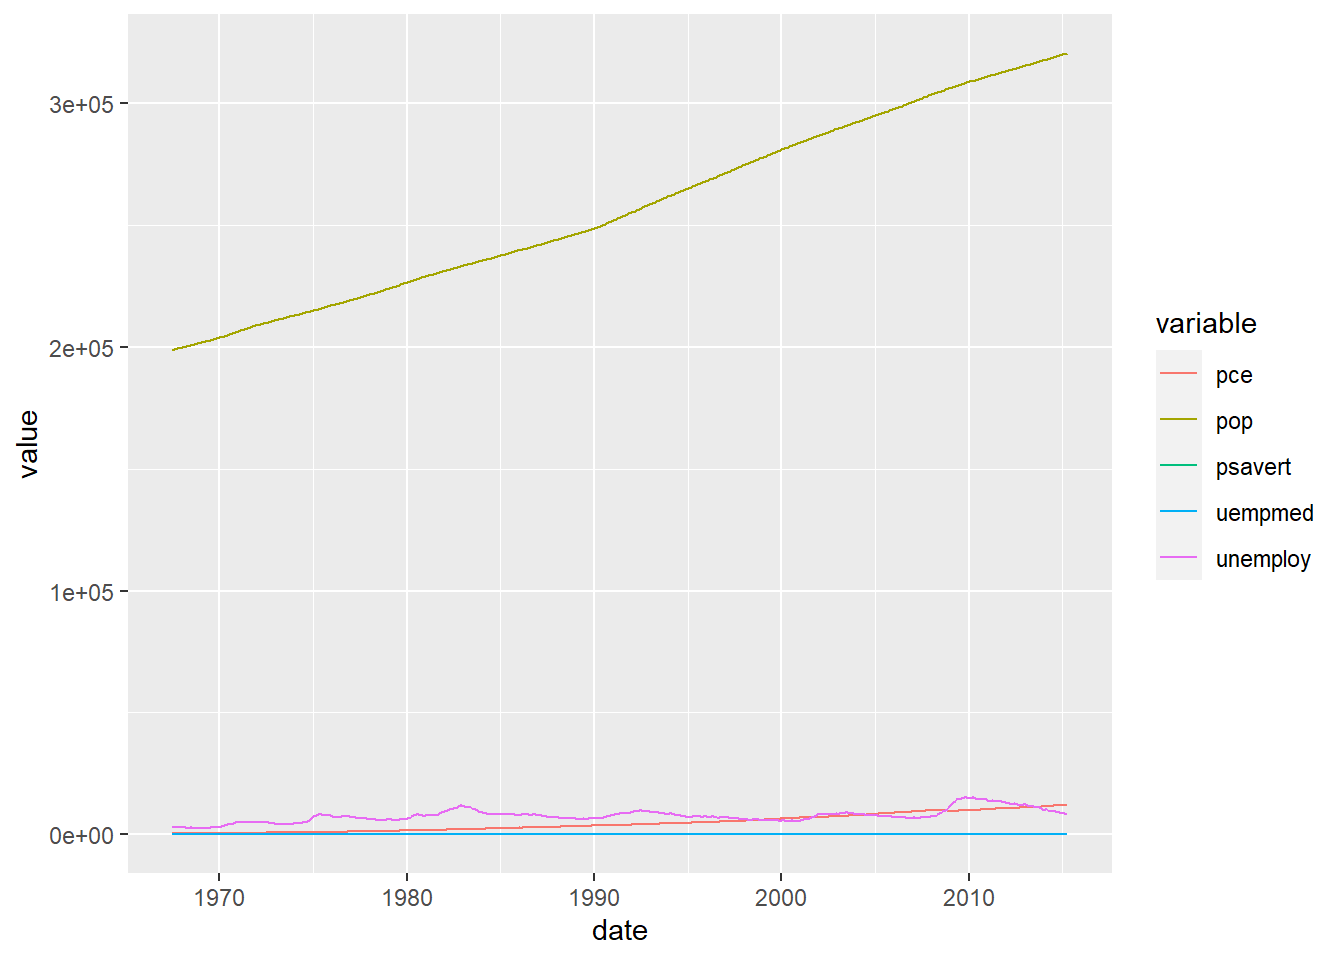 3e+05
2e+05
1e+05
0e+00
value
1970 1980 1990 2000 2010
date
variable
pce
pop
psavert
uempmed
unemploy